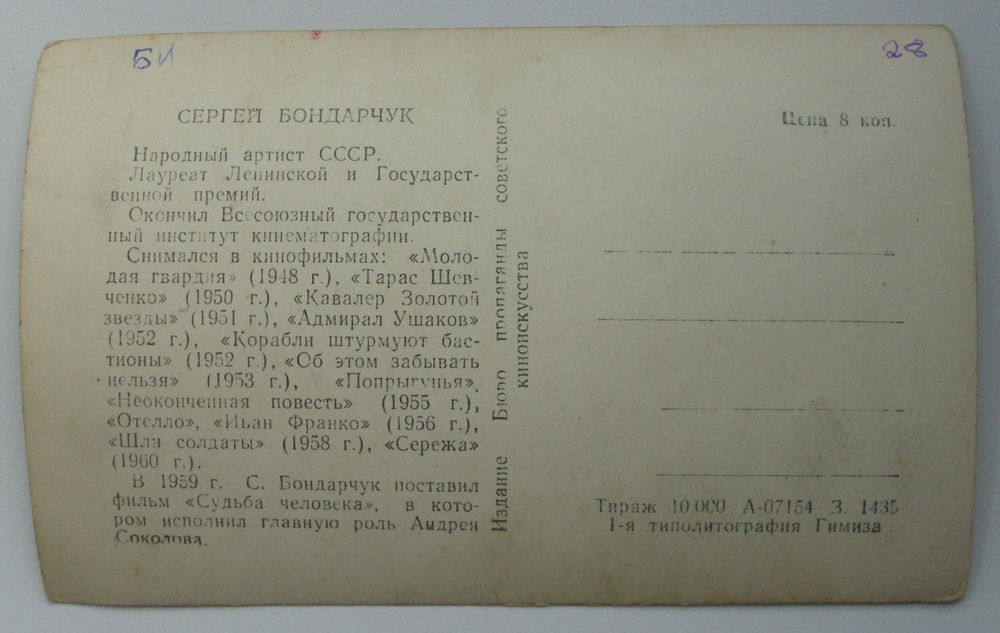 БИ
28
СЕРГЕЙ БОНДАРЧУК
Народный артист СССР.
Лауреат Ленинской и Государст-
венной премий.
Окончил Всесоюзный государствен-
ный институт кинематографии.
Снимался в кинофильмах: «Моло-
дая гвардия» (1948 г.), «Тарас Шев-
ченко» (1950 г.), «Кавалер Золотой
звезды» (1951 г.), «Адмирал Ушаков»
(1952 г.), «Корабли штурмуют бас-
тионы» (1952 г.), «Об этом забывать
нельзя» (1953 г.), «Попрыгунья»,
«Неоконченная повесть» (1955 г.),
«Отелло», «Иван Франко» (1956 г.),
«Шли солдаты» (1958 г.), «Сережа»
(1960 г.).
В 1959 г. С. Бондарчук поставил
фильм «Судьба человека», в кото-
ром исполнил главную роль Андрея
Соколова.
Издание Бюро пропаганды советского
киноискусства
Цена 8 коп.
Тираж 10 000 А-07154 З. 1435
1-я типолитография Гимиза